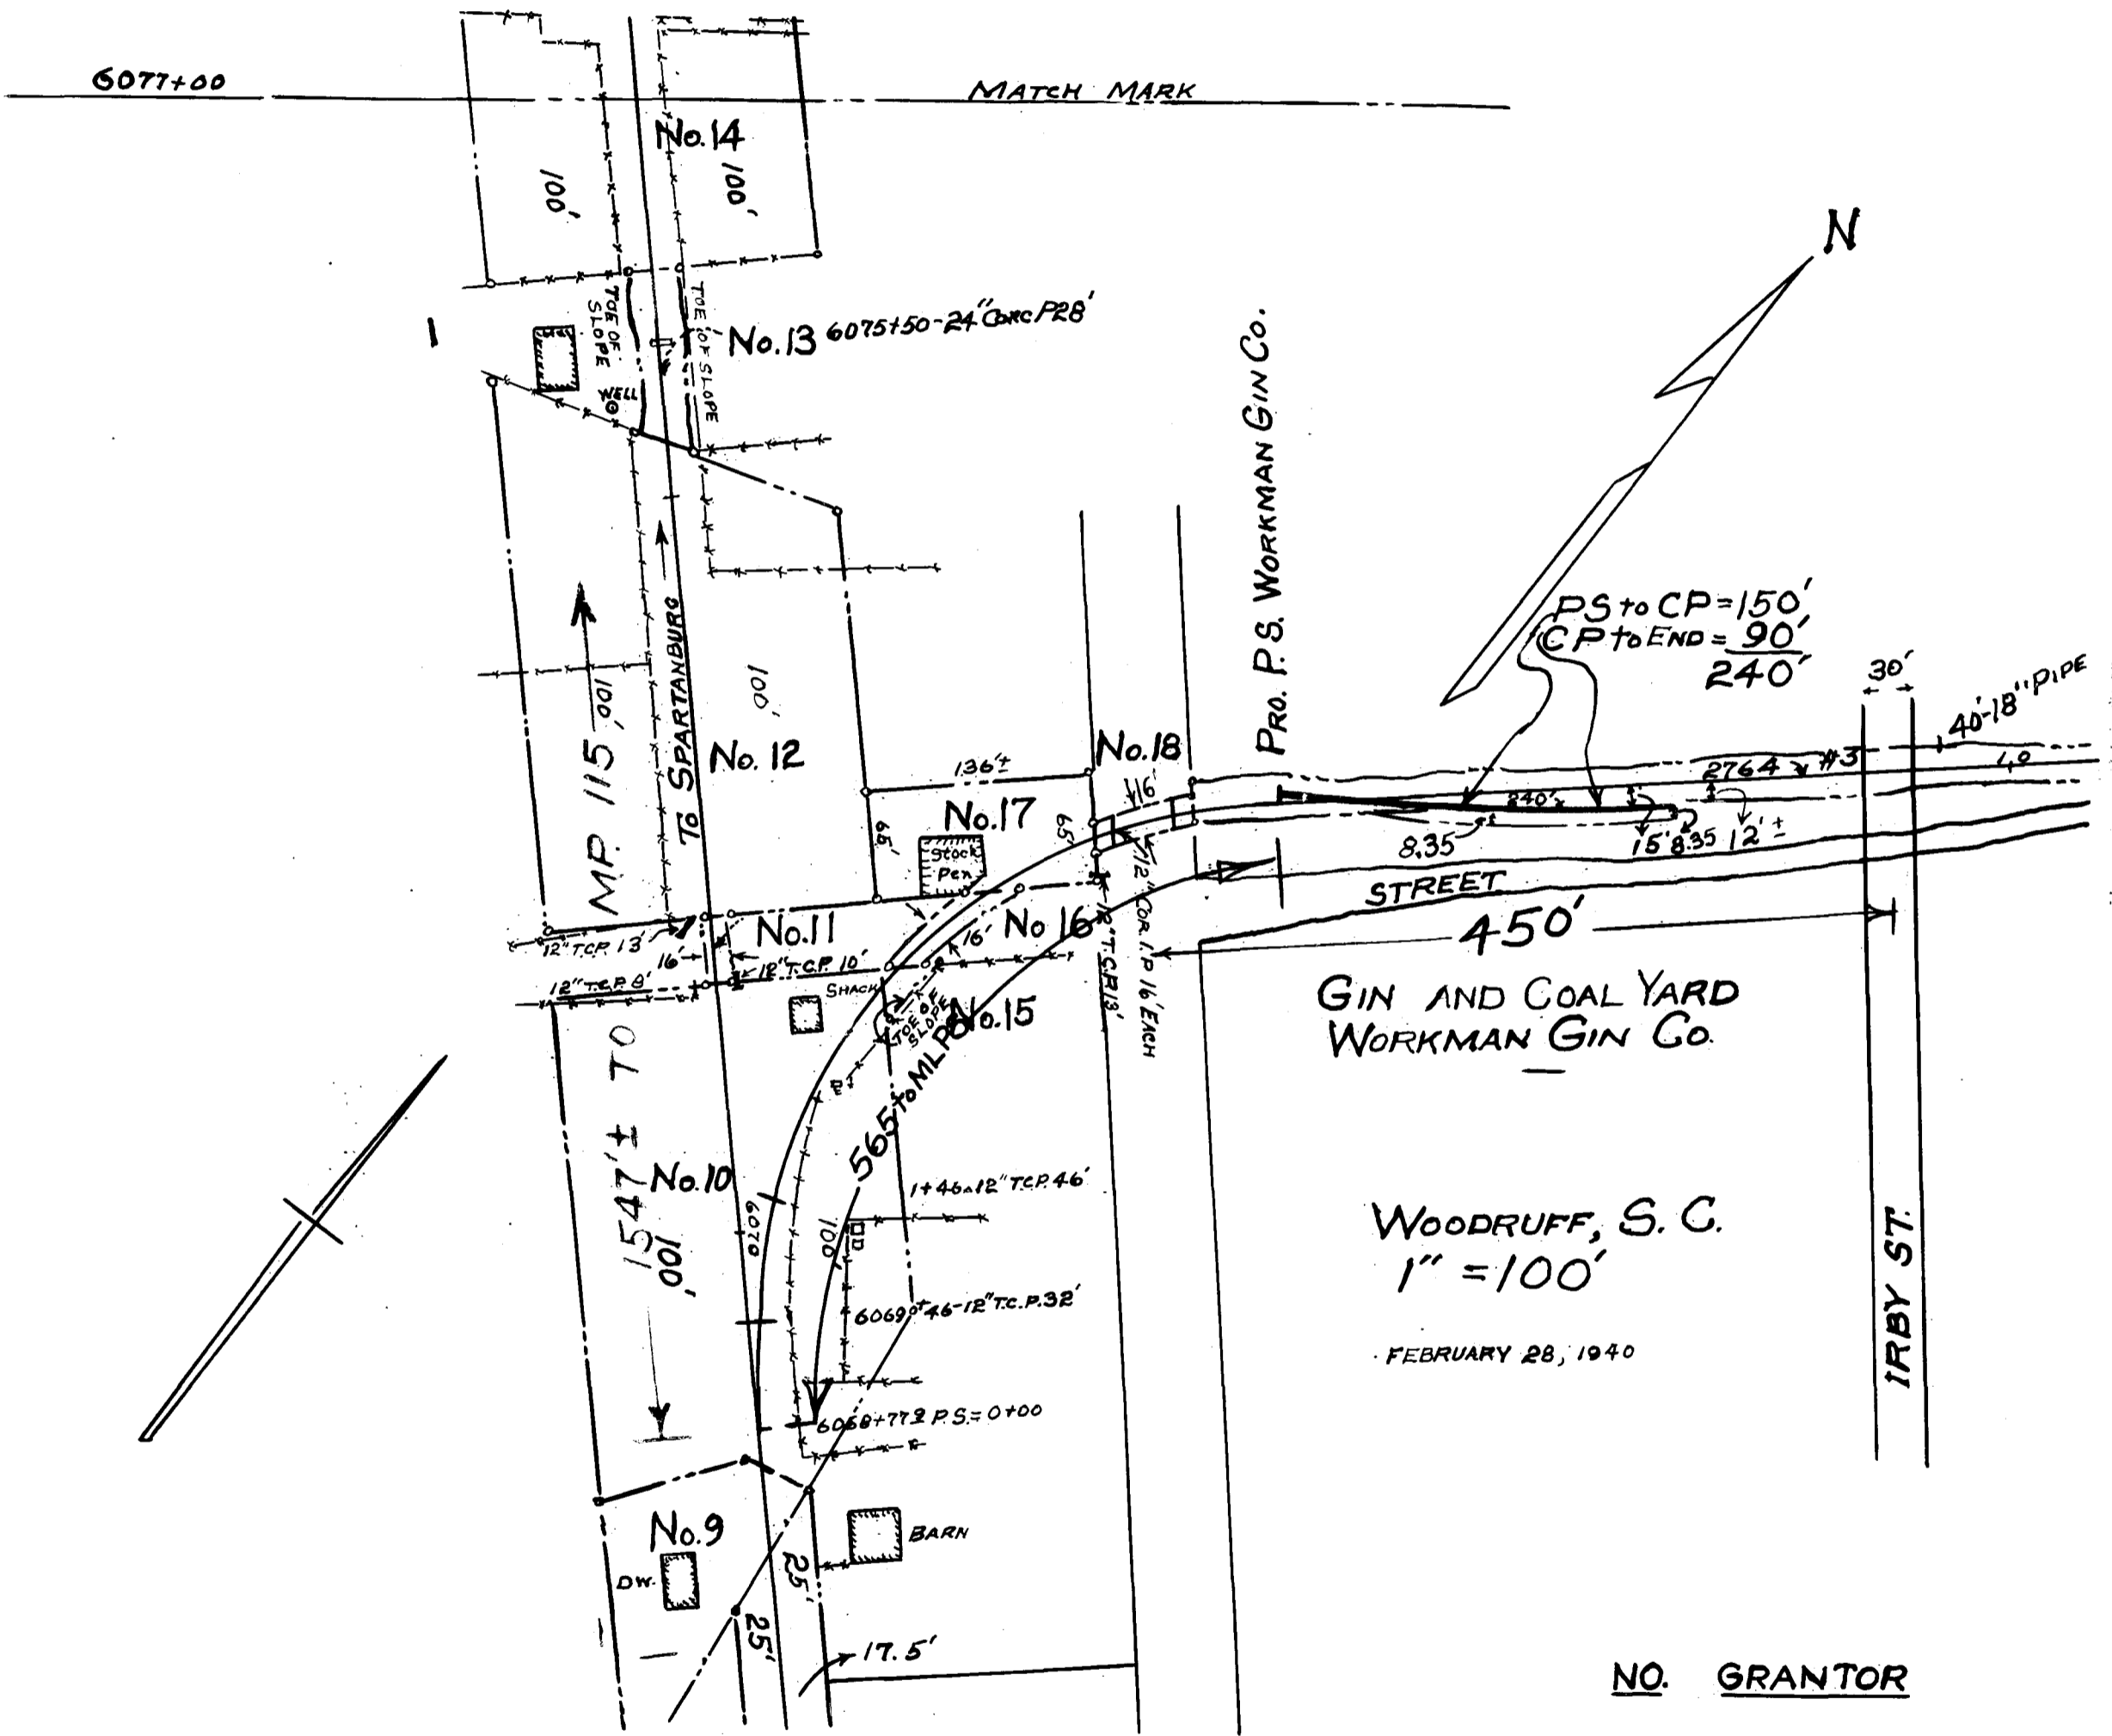 6077+00
MATCH MARK
No.14
100'
100'
N
TOE OF SLOPE
TOE OF SLOPE
No.13 6075+50-24" Conc P28'
WELL
PRO. P.S. WORKMAN GIN CO.
PS to CP=150'
CP to END=90'
240'
30'
40'-18" PIPE
MP. 115
100'
TO SPARTANBURG
100'
No. 12
No.18
136'±
16'
2764
#3
1.0
240'
No.17
65'
65'
Stock Pen
8.35
15'
8.35
12'±
STREET
450'
No.11
No 16
16'
12" T.C.P. 13'
16'
12" T.C.P. 10'
12" T.C.P. 8'
12" T.C.P. 13'
12" COR. I.P. 16' EACH
SHACK
TOE OF SLOPE
No.15
GIN AND COAL YARD
WORKMAN GIN CO.
1547'± TO
565 to MLPS
No.10
100'
6070
100'
1+46-12" T.C.P. 46'
WOODRUFF, S. C.
1" =100'
6069+46-12" T.C.P. 32'
FEBRUARY 28, 1940
IRBY ST.
6068+77.9 P.S.=0+00
No.9
BARN
DW.
25'
25'
17.5'
NO. GRANTOR